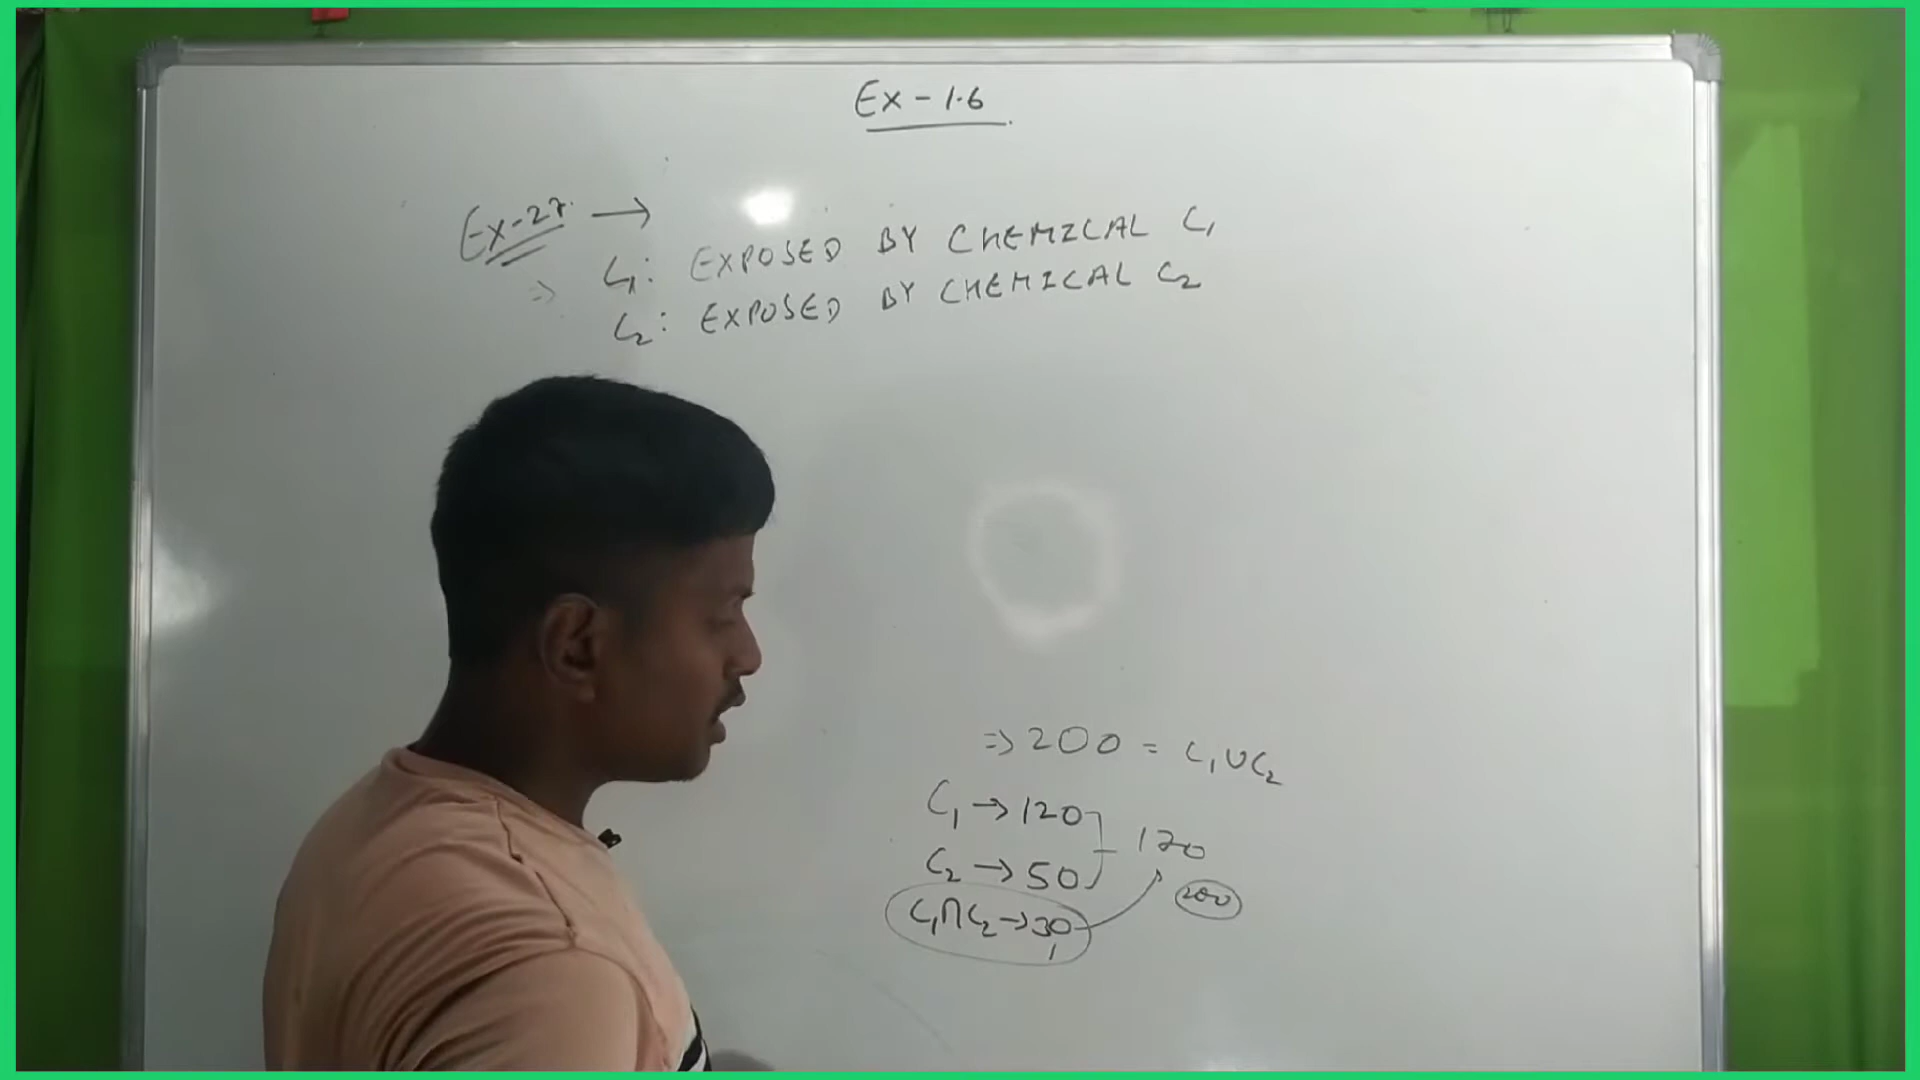 Ex - 1.6
Ex-27. →
⇒ C₁: EXPOSED BY CHEMICAL C₁
C₂: EXPOSED BY CHEMICAL C₂
⇒ 200 = C₁∪C₂
C₁ → 120
170
C₂ → 50
200
C₁∩C₂ → 30